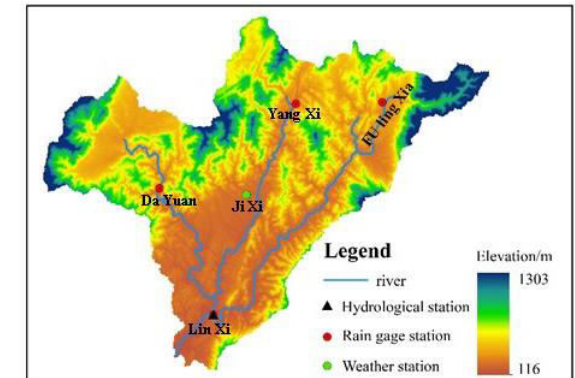 Yang Xi
FU ling Xia
Da Yuan
Ji Xi
Lin Xi
Legend
river
Hydrological station
Rain gage station
Weather station
Elevation/m
1303
116